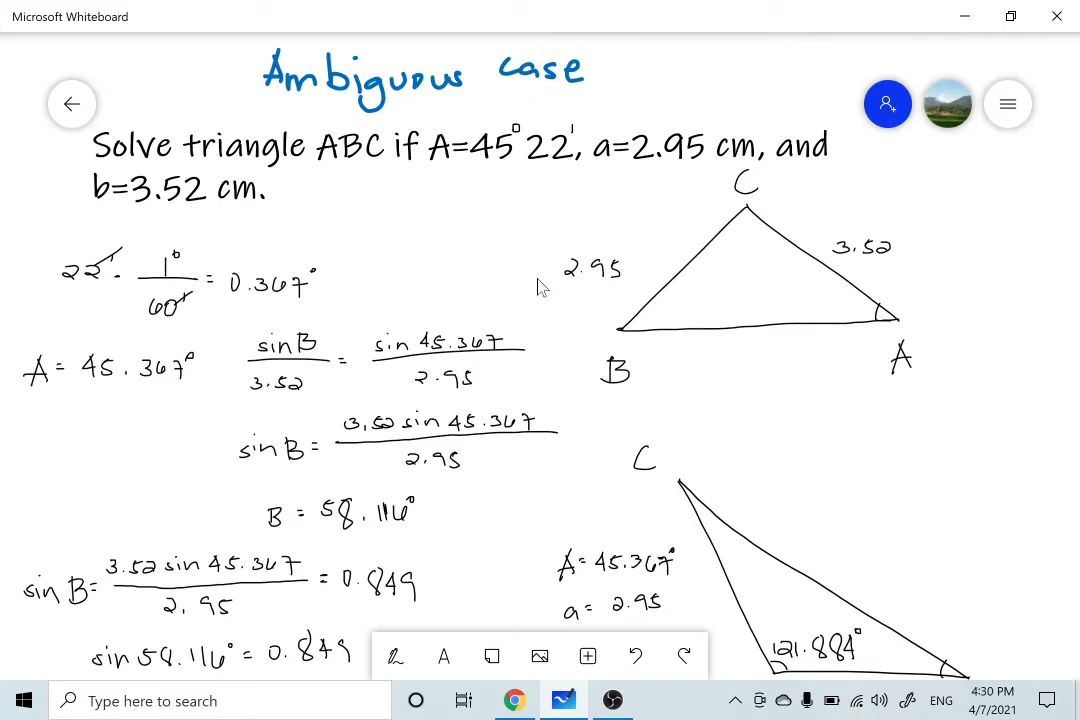 Microsoft Whiteboard
Ambiguous case
Solve triangle ABC if A=45°22', a=2.95 cm, and
b=3.52 cm.
C
3.52
2.95
B
A
22' · 1°/60' = 0.367°
A = 45.367°
sin B/3.52 = sin 45.367/2.95
sin B = 3.52 sin 45.367/2.95
B = 58.116°
sin B = 3.52 sin 45.367/2.95 = 0.849
sin 58.116° = 0.849
C
A = 45.367°
a = 2.95
121.884°
Type here to search
ENG
4:30 PM
4/7/2021